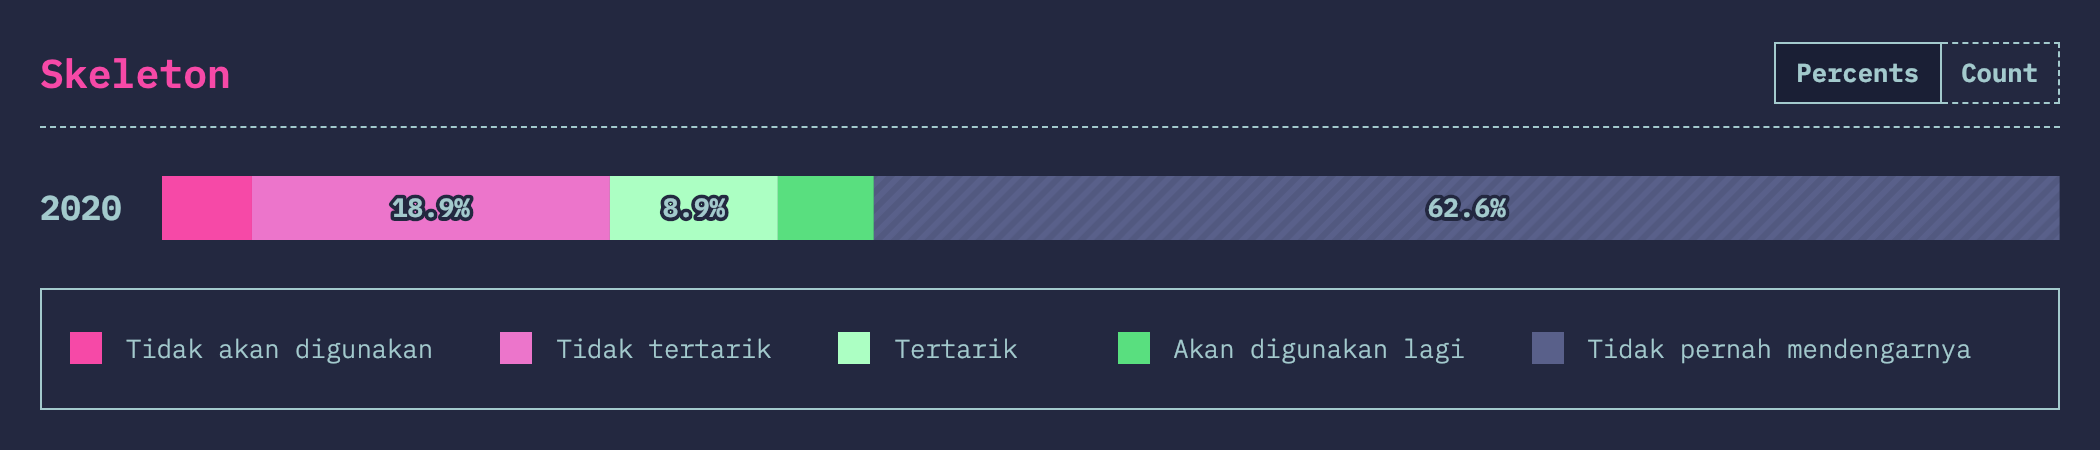 Skeleton
Percents Count
2020 18.9% 8.9% 62.6%
Tidak akan digunakan Tidak tertarik Tertarik Akan digunakan lagi Tidak pernah mendengarnya